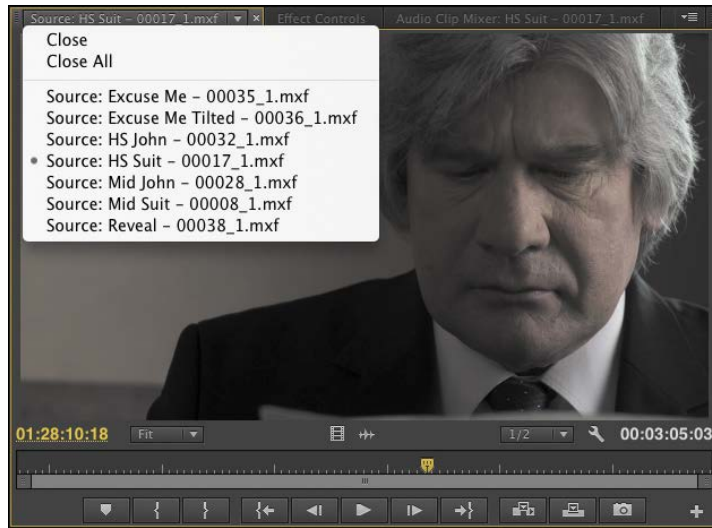 Source: HS Suit – 00017_1.mxf Effect Controls Audio Clip Mixer: HS Suit – 00017_1.mxf
Close
Close All
Source: Excuse Me – 00035_1.mxf
Source: Excuse Me Tilted – 00036_1.mxf
Source: HS John – 00032_1.mxf
Source: HS Suit – 00017_1.mxf
Source: Mid John – 00028_1.mxf
Source: Mid Suit – 00008_1.mxf
Source: Reveal – 00038_1.mxf
01:28:10:18 Fit 1/2 00:03:05:03